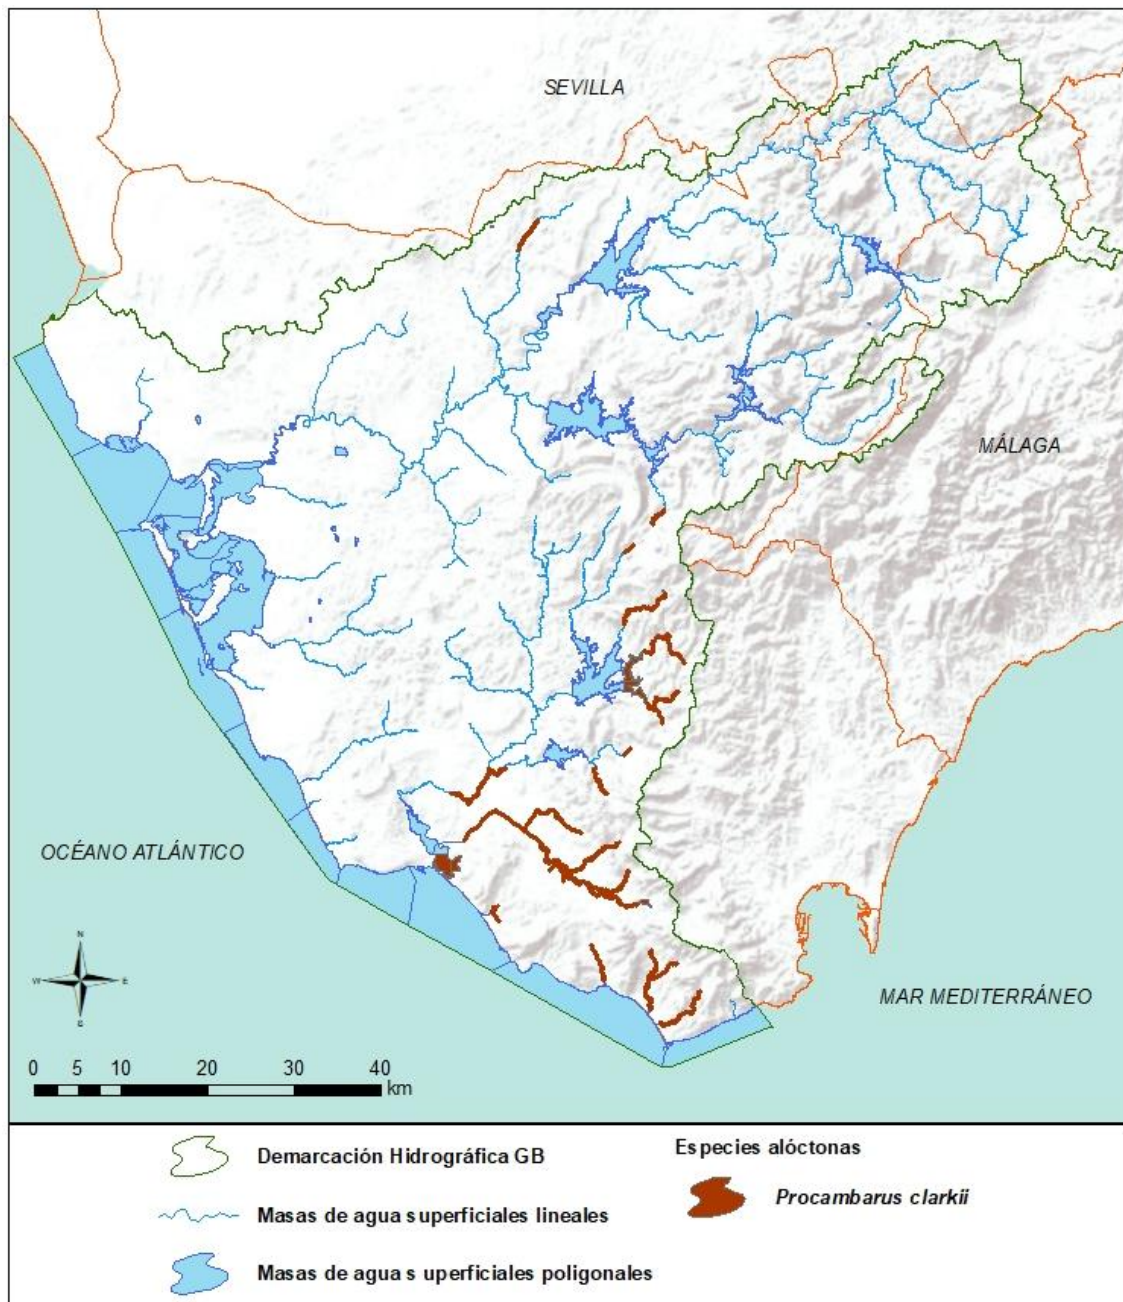 SEVILLA
MÁLAGA
OCÉANO ATLÁNTICO
MAR MEDITERRÁNEO
N
W E
S
0 5 10 20 30 40
km
Demarcación Hidrográfica GB
Masas de agua superficiales lineales
Masas de agua s uperficiales poligonales
Especies alóctonas
Procambarus clarkii